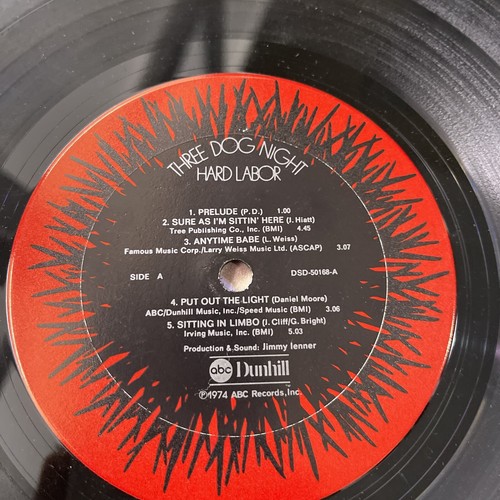 THREE DOG NIGHT
HARD LABOR
1. PRELUDE (P.D.) 1.00
2. SURE AS I'M SITTIN' HERE (J. Hiatt)
Tree Publishing Co., Inc. (BMI) 4.45
3. ANYTIME BABE (L. Weiss)
Famous Music Corp./Larry Weiss Music Ltd. (ASCAP) 3.07
SIDE A DSD-50168-A
4. PUT OUT THE LIGHT (Daniel Moore)
ABC/Dunhill Music, Inc./Speed Music (BMI) 3.06
5. SITTING IN LIMBO (J. Cliff/G. Bright)
Irving Music, Inc. (BMI) 5.03
Production & Sound: Jimmy Ienner
abc Dunhill
℗1974 ABC Records, Inc.